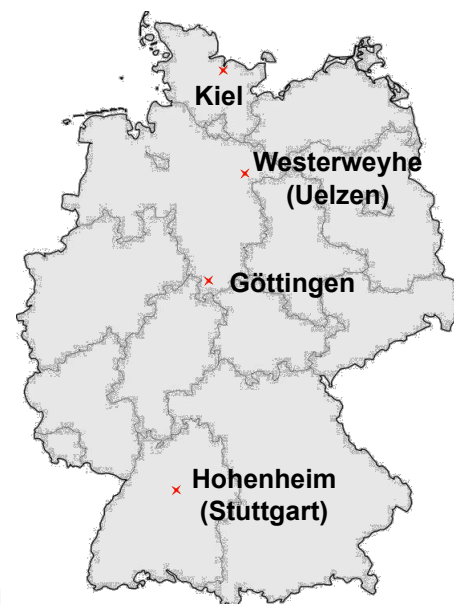 Kiel
Westerweyhe
(Uelzen)
Göttingen
Hohenheim
(Stuttgart)